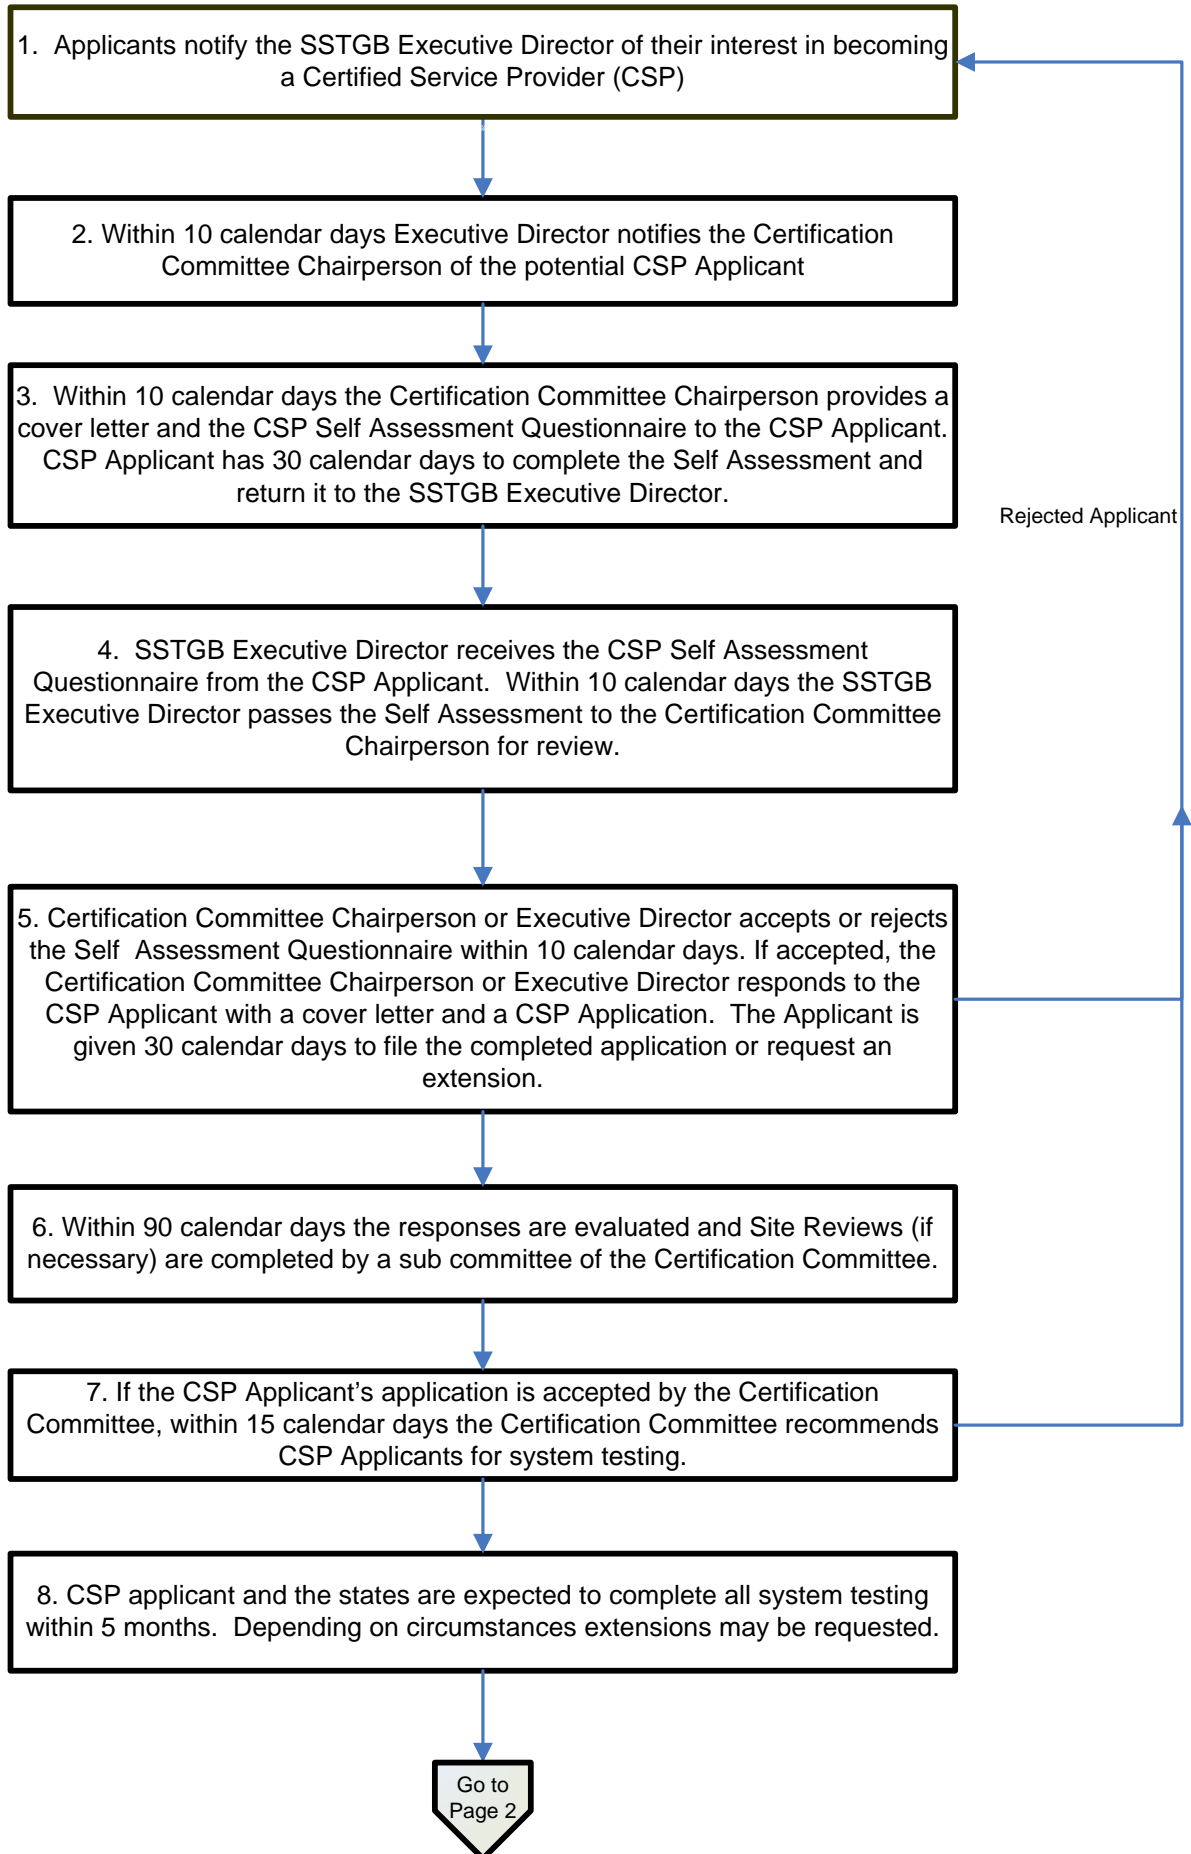 1.  Applicants notify the SSTGB Executive Director of their interest in becoming
a Certified Service Provider (CSP)
2. Within 10 calendar days Executive Director notifies the Certification
Committee Chairperson of the potential CSP Applicant
3.  Within 10 calendar days the Certification Committee Chairperson provides a
cover letter and the CSP Self Assessment Questionnaire to the CSP Applicant.
CSP Applicant has 30 calendar days to complete the Self Assessment and
return it to the SSTGB Executive Director.
Rejected Applicant
4.  SSTGB Executive Director receives the CSP Self Assessment
Questionnaire from the CSP Applicant.  Within 10 calendar days the SSTGB
Executive Director passes the Self Assessment to the Certification Committee
Chairperson for review.
5. Certification Committee Chairperson or Executive Director accepts or rejects
the Self  Assessment Questionnaire within 10 calendar days. If accepted, the
Certification Committee Chairperson or Executive Director responds to the
CSP Applicant with a cover letter and a CSP Application.  The Applicant is
given 30 calendar days to file the completed application or request an
extension.
6. Within 90 calendar days the responses are evaluated and Site Reviews (if
necessary) are completed by a sub committee of the Certification Committee.
7. If the CSP Applicant’s application is accepted by the Certification
Committee, within 15 calendar days the Certification Committee recommends
CSP Applicants for system testing.
8. CSP applicant and the states are expected to complete all system testing
within 5 months.  Depending on circumstances extensions may be requested.
Go to
Page 2